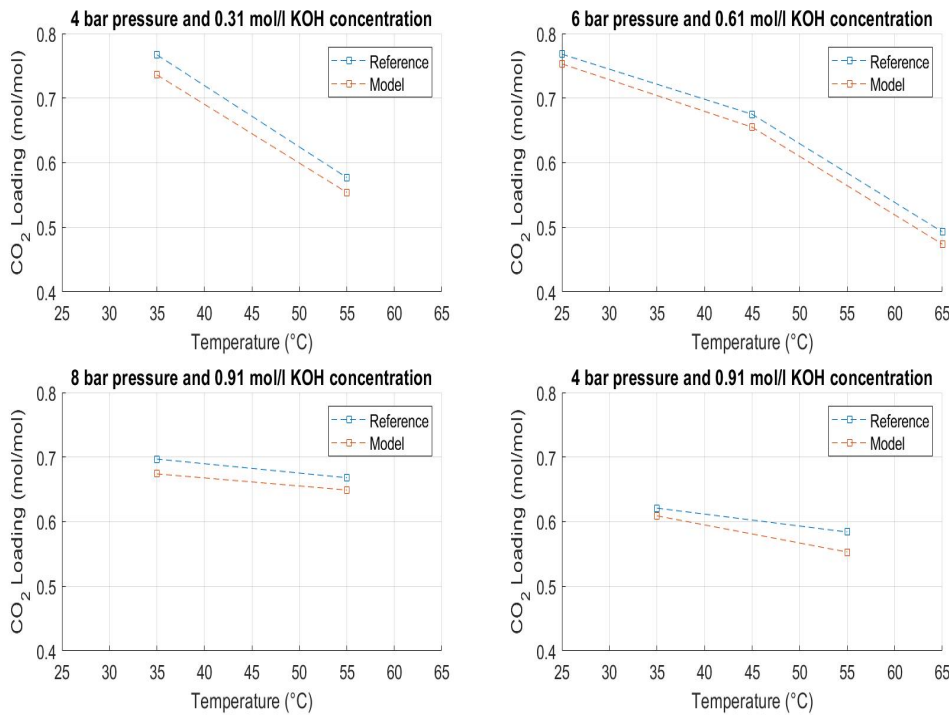 4 bar pressure and 0.31 mol/l KOH concentration
CO2 Loading (mol/mol)
0.8
0.7
0.6
0.5
0.4
Reference
Model
25 30 35 40 45 50 55 60 65
Temperature (°C)
6 bar pressure and 0.61 mol/l KOH concentration
CO2 Loading (mol/mol)
0.8
0.7
0.6
0.5
0.4
Reference
Model
25 30 35 40 45 50 55 60 65
Temperature (°C)
8 bar pressure and 0.91 mol/l KOH concentration
CO2 Loading (mol/mol)
0.8
0.7
0.6
0.5
0.4
Reference
Model
25 30 35 40 45 50 55 60 65
Temperature (°C)
4 bar pressure and 0.91 mol/l KOH concentration
CO2 Loading (mol/mol)
0.8
0.7
0.6
0.5
0.4
Reference
Model
25 30 35 40 45 50 55 60 65
Temperature (°C)